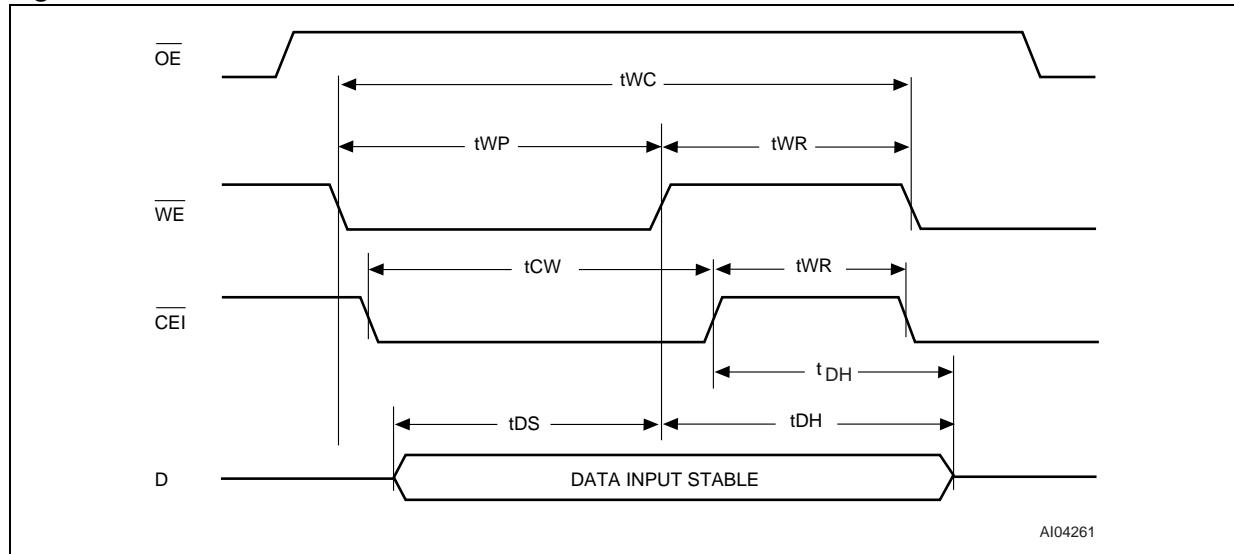 OE
tWC
tWP
tWR
WE
tCW
tWR
CEI
t DH
tDS
tDH
D
DATA INPUT STABLE
AI04261